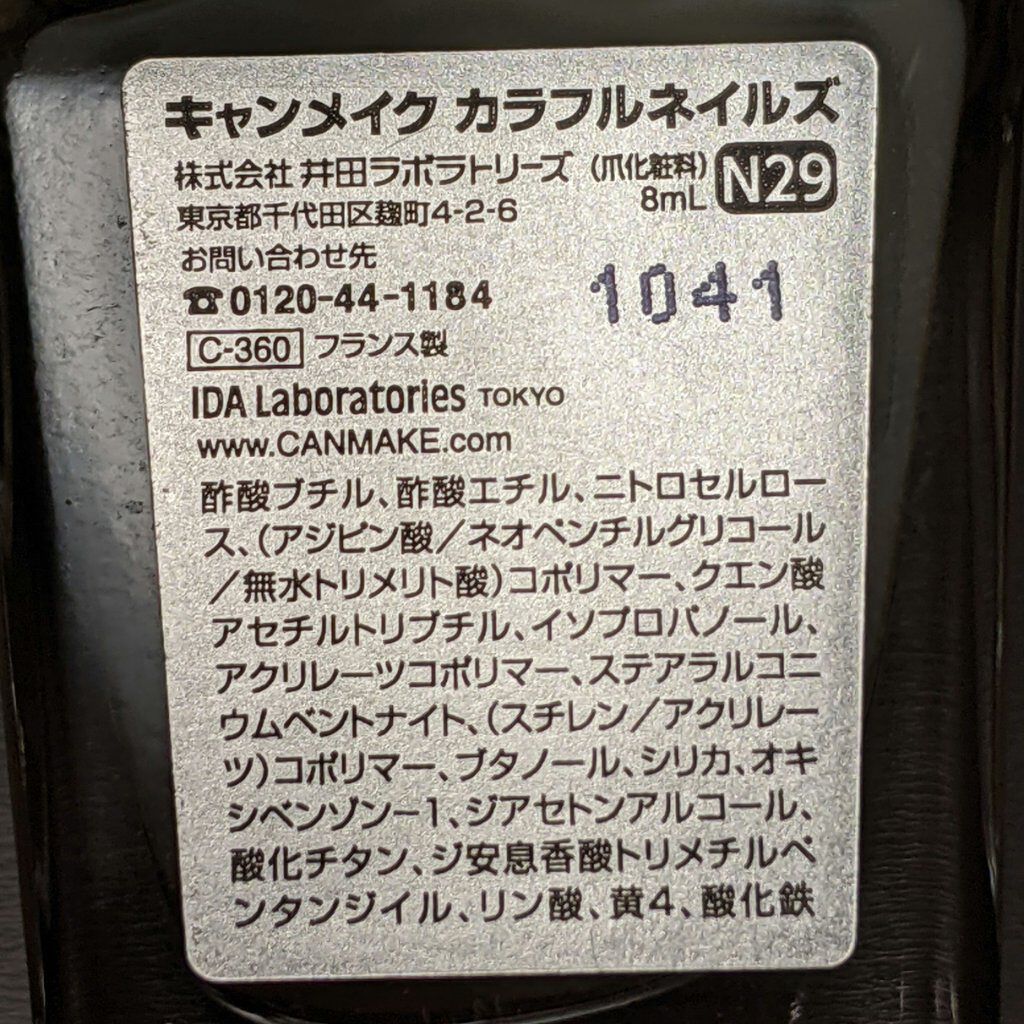 キャンメイク カラフルネイルズ
株式会社 井田ラボラトリーズ (爪化粧料) N29
東京都千代田区麹町4-2-6 8mL
お問い合わせ先
☎0120-44-1184 1041
C-360 フランス製
IDA Laboratories TOKYO
www.CANMAKE.com
酢酸ブチル、酢酸エチル、ニトロセルロー
ス、(アジピン酸/ネオペンチルグリコール
/無水トリメリト酸)コポリマー、クエン酸
アセチルトリブチル、イソプロパノール、
アクリレーツコポリマー、ステアラルコニ
ウムベントナイト、(スチレン/アクリレー
ツ)コポリマー、ブタノール、シリカ、オキ
シベンゾン-1、ジアセトンアルコール、
酸化チタン、ジ安息香酸トリメチルペ
ンタンジイル、リン酸、黄4、酸化鉄